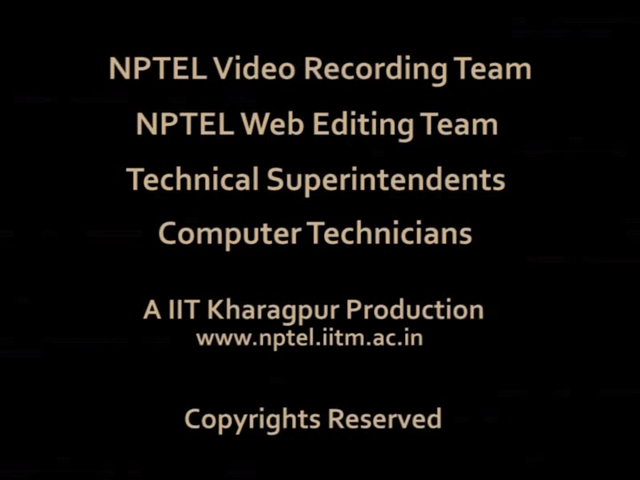 NPTEL Video Recording Team
NPTEL Web Editing Team
Technical Superintendents
Computer Technicians
A IIT Kharagpur Production
www.nptel.iitm.ac.in
Copyrights Reserved